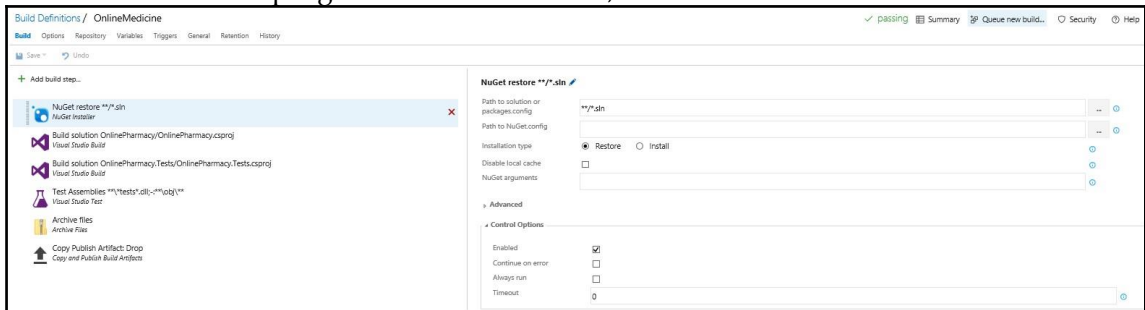 Build Definitions / OnlineMedicine
passing Summary Queue new build... Security Help
Build Options Repository Variables Triggers General Retention History
Save Undo
+ Add build step...
NuGet restore **/*.sln
NuGet Installer
Build solution OnlinePharmacy/OnlinePharmacy.csproj
Visual Studio Build
Build solution OnlinePharmacy.Tests/OnlinePharmacy.Tests.csproj
Visual Studio Build
Test Assemblies **\*tests*.dll;-:**\obj\**
Visual Studio Test
Archive files
Archive Files
Copy Publish Artifact: Drop
Copy and Publish Build Artifacts
NuGet restore **/*.sln
Path to solution or
packages.config
**/*.sln
...
Path to NuGet.config
...
Installation type
Restore Install
Disable local cache
NuGet arguments
Advanced
Control Options
Enabled
Continue on error
Always run
Timeout
0